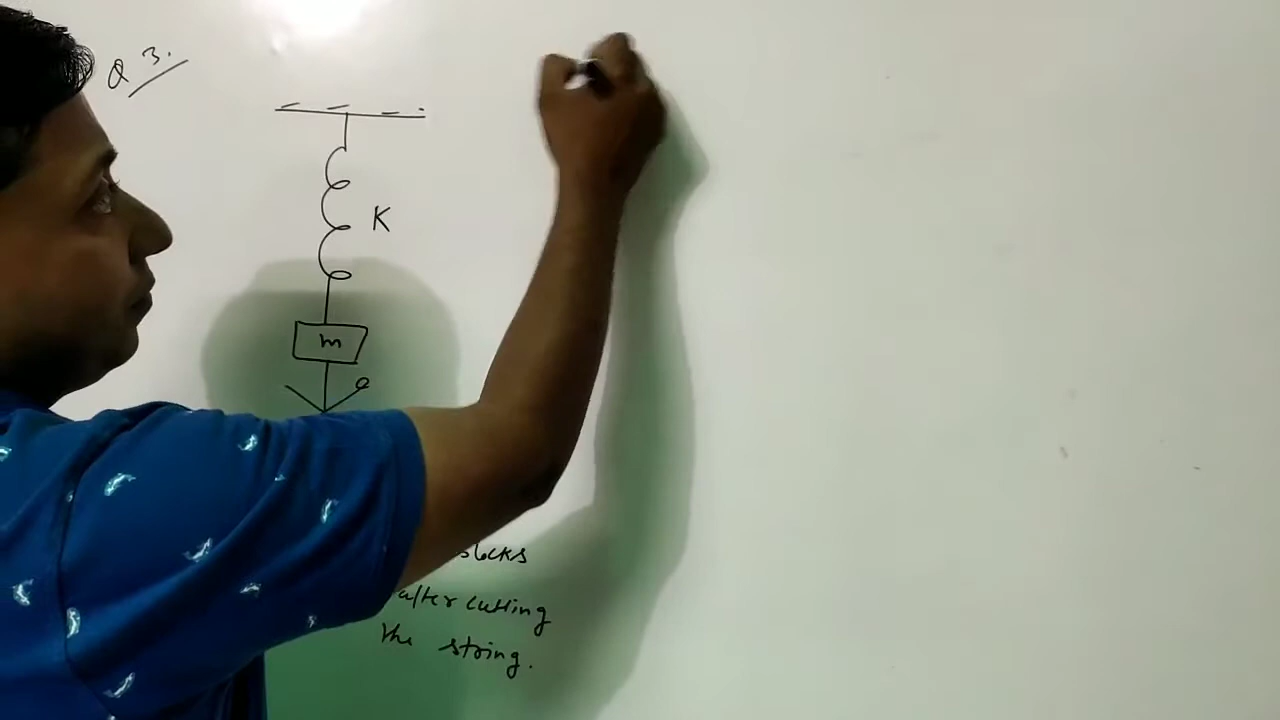 Q 3.
K
m
blocks
after cutting
the string.